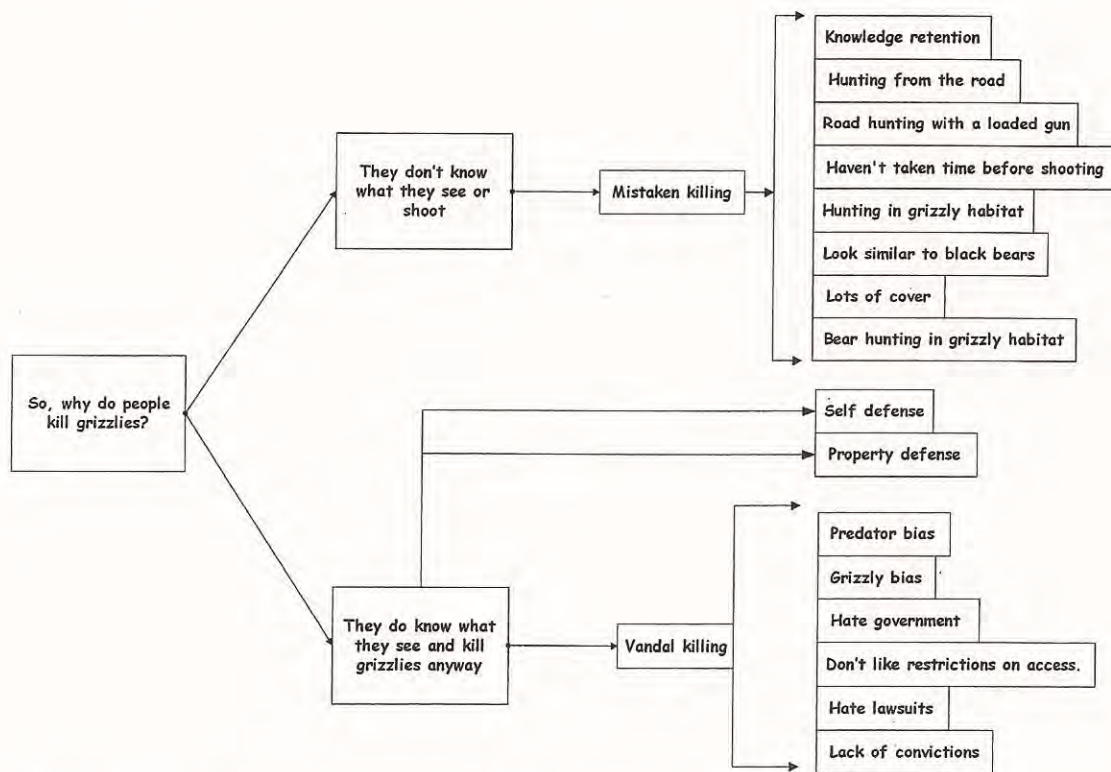 Knowledge retention
Hunting from the road
Road hunting with a loaded gun
Haven't taken time before shooting
Hunting in grizzly habitat
Look similar to black bears
Lots of cover
Bear hunting in grizzly habitat
They don't know
what they see or
shoot
Mistaken killing
So, why do people
kill grizzlies?
Self defense
Property defense
They do know what
they see and kill
grizzlies anyway
Vandal killing
Predator bias
Grizzly bias
Hate government
Don't like restrictions on access.
Hate lawsuits
Lack of convictions